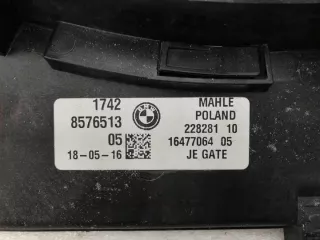 1742
8576513
05
18-05-16
MAHLE
POLAND
228281 10
16477064 05
JE GATE